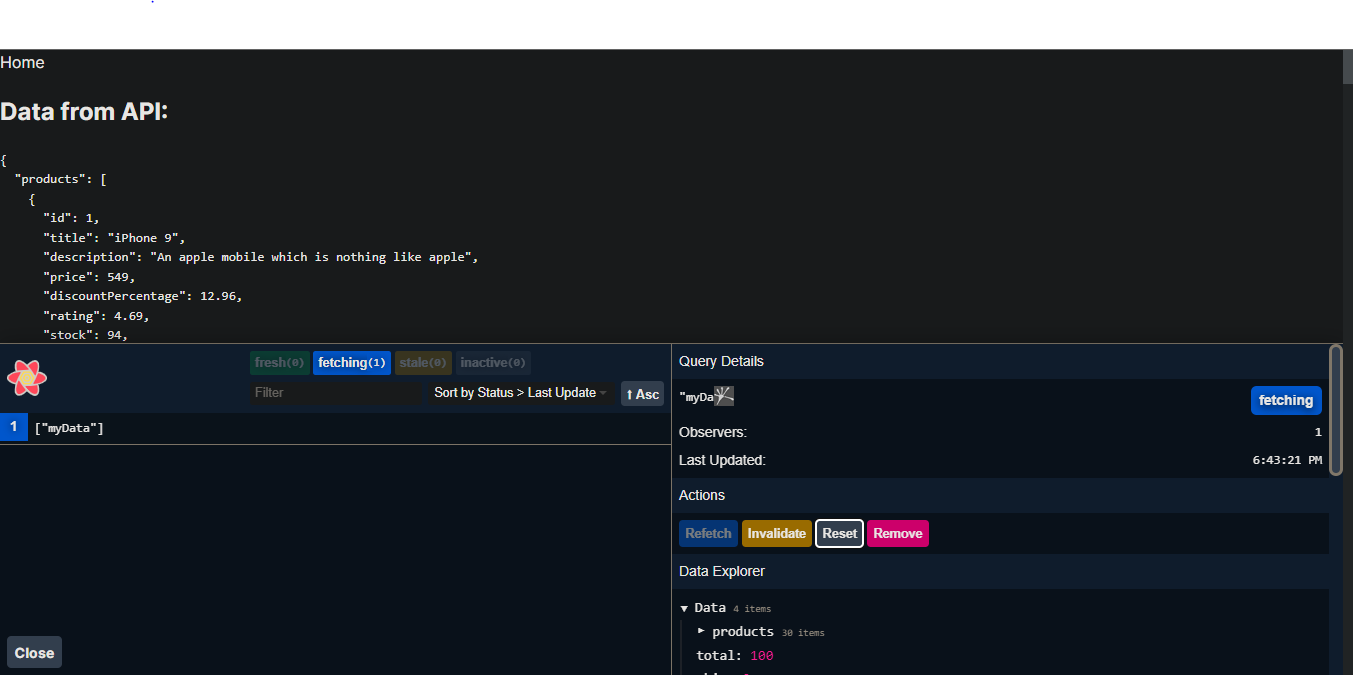 Home
Data from API:
{
"products": [
{
"id": 1,
"title": "iPhone 9",
"description": "An apple mobile which is nothing like apple",
"price": 549,
"discountPercentage": 12.96,
"rating": 4.69,
"stock": 94,
fresh(0) fetching(1) stale(0) inactive(0)
Filter Sort by Status > Last Update ↑ Asc
1 ["myData"]
Close
Query Details
"myDa fetching
Observers: 1
Last Updated: 6:43:21 PM
Actions
Refetch Invalidate Reset Remove
Data Explorer
▼ Data 4 items
► products 30 items
total: 100